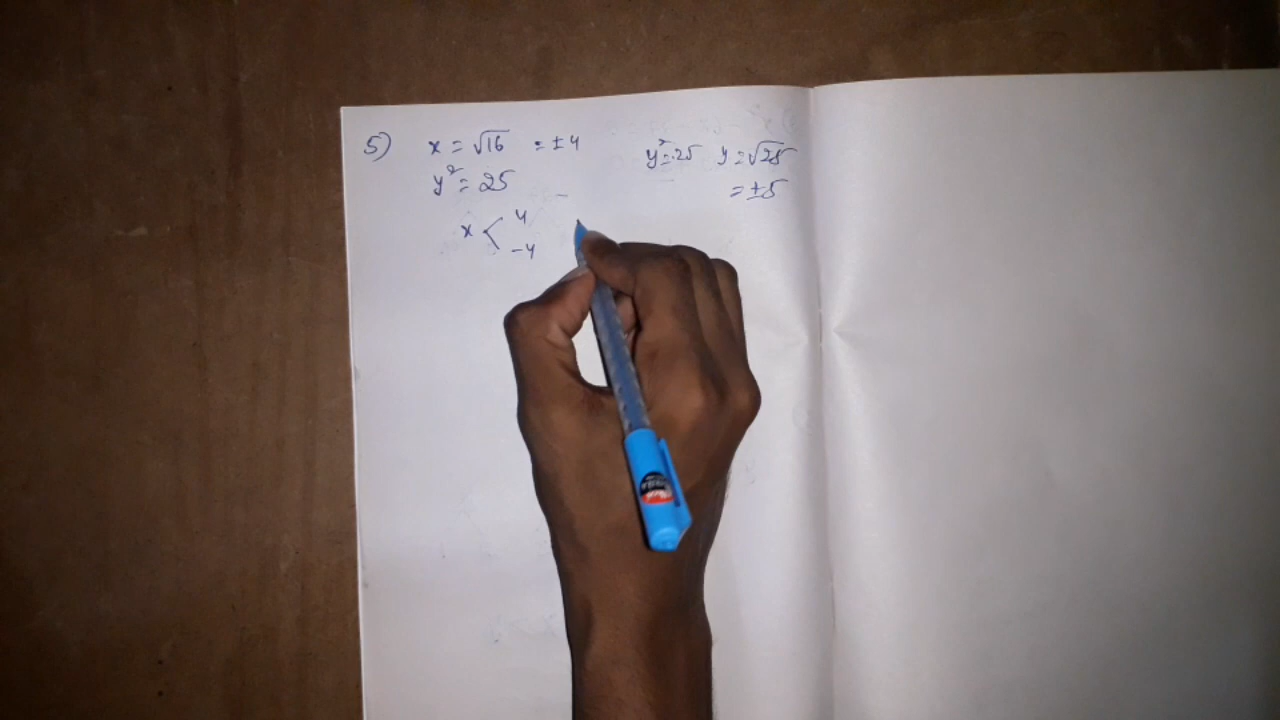 5) x = √16 = ±4
y² = 25
y² = 25 y = √25
= ±5
x < 4
-4